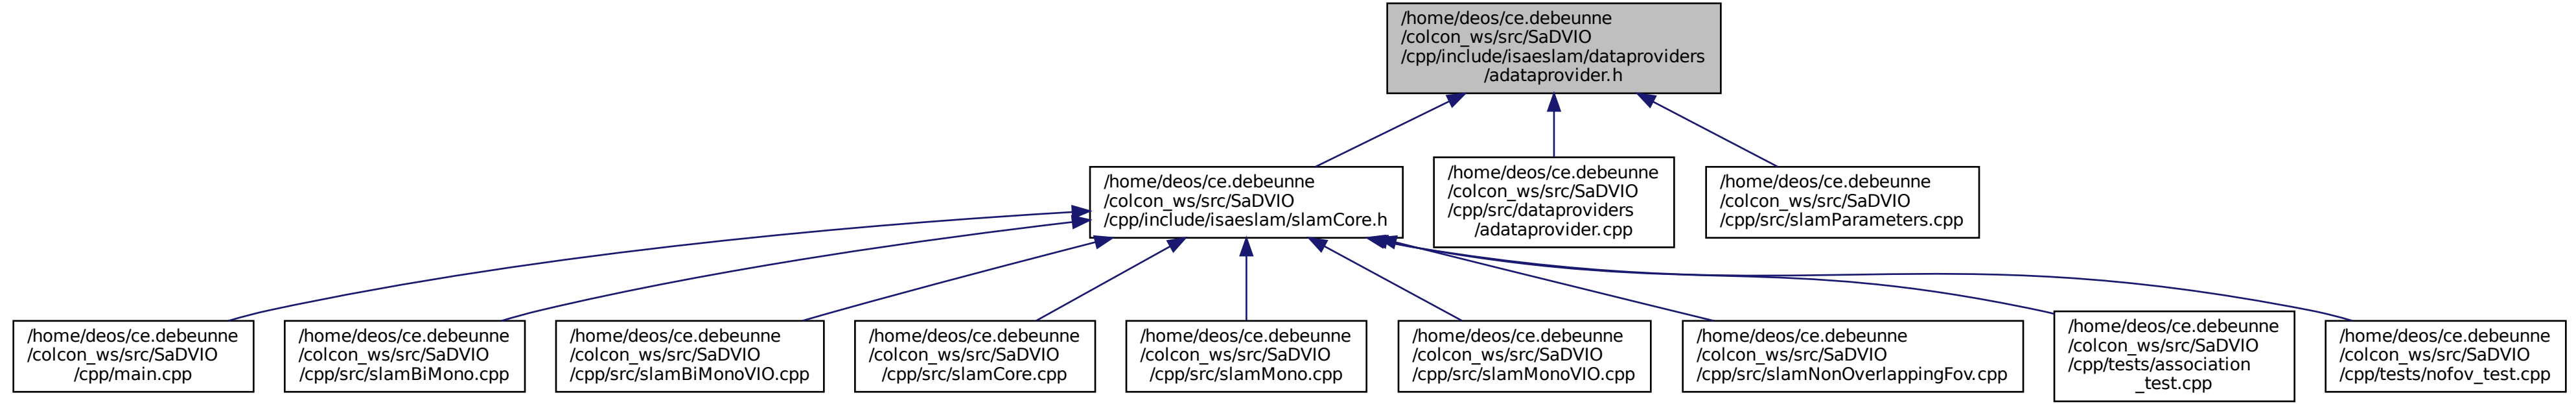 /home/deos/ce.debeunne
/colcon_ws/src/SaDVIO
/cpp/include/isaeslam/dataproviders
/adataprovider.h
/home/deos/ce.debeunne
/colcon_ws/src/SaDVIO
/cpp/include/isaeslam/slamCore.h
/home/deos/ce.debeunne
/colcon_ws/src/SaDVIO
/cpp/src/dataproviders
/adataprovider.cpp
/home/deos/ce.debeunne
/colcon_ws/src/SaDVIO
/cpp/src/slamParameters.cpp
/home/deos/ce.debeunne
/colcon_ws/src/SaDVIO
/cpp/main.cpp
/home/deos/ce.debeunne
/colcon_ws/src/SaDVIO
/cpp/src/slamBiMono.cpp
/home/deos/ce.debeunne
/colcon_ws/src/SaDVIO
/cpp/src/slamBiMonoVIO.cpp
/home/deos/ce.debeunne
/colcon_ws/src/SaDVIO
/cpp/src/slamCore.cpp
/home/deos/ce.debeunne
/colcon_ws/src/SaDVIO
/cpp/src/slamMono.cpp
/home/deos/ce.debeunne
/colcon_ws/src/SaDVIO
/cpp/src/slamMonoVIO.cpp
/home/deos/ce.debeunne
/colcon_ws/src/SaDVIO
/cpp/src/slamNonOverlappingFov.cpp
/home/deos/ce.debeunne
/colcon_ws/src/SaDVIO
/cpp/tests/association
_test.cpp
/home/deos/ce.debeunne
/colcon_ws/src/SaDVIO
/cpp/tests/nofov_test.cpp